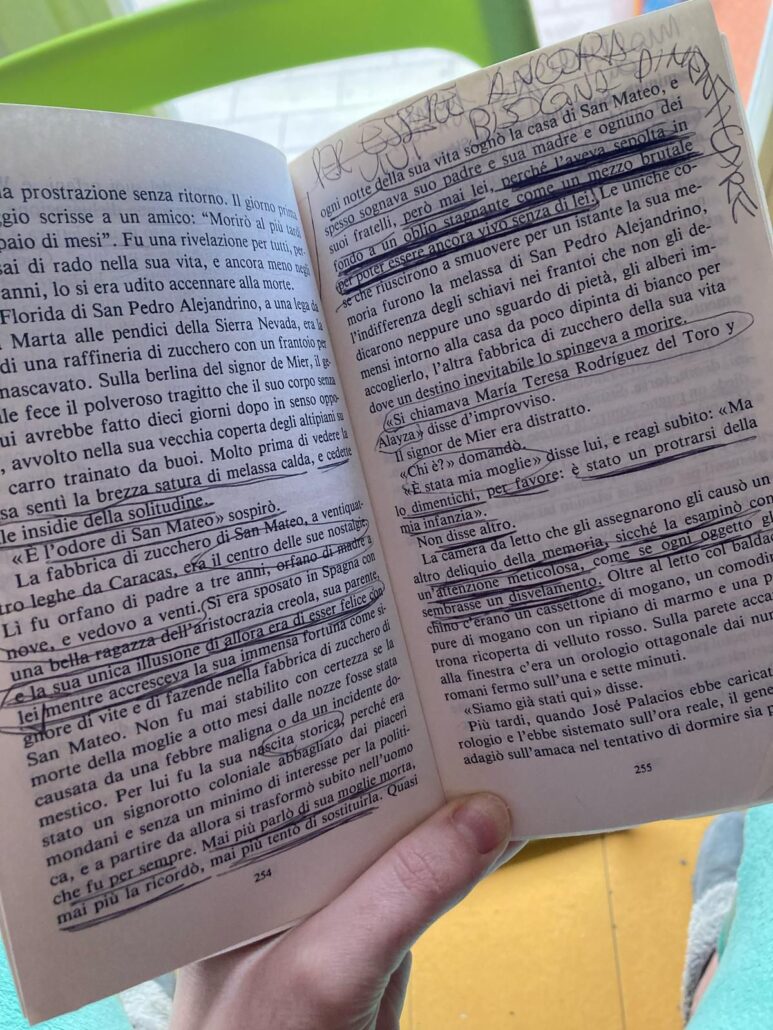 a prostrazione senza ritorno. Il giorno prima
ggio scrisse a un amico: “Morirò al più tardi
paio di mesi”. Fu una rivelazione per tutti, per-
sai di rado nella sua vita, e ancora meno negli
anni, lo si era udito accennare alla morte.
Florida di San Pedro Alejandrino, a una lega da
Marta alle pendici della Sierra Nevada, era la
di una raffineria di zucchero con un frantoio per
mascavato. Sulla berlina del signor de Mier, il ge-
le fece il polveroso tragitto che il suo corpo senza
ui avrebbe fatto dieci giorni dopo in senso oppo-
, avvolto nella sua vecchia coperta degli altipiani su
carro trainato da buoi. Molto prima di vedere la
sa sentì la brezza satura di melassa calda, e cedette
le insidie della solitudine.
«È l'odore di San Mateo» sospirò.
La fabbrica di zucchero di San Mateo, a ventiquat-
tro leghe da Caracas, era il centro delle sue nostalgie.
Lì fu orfano di padre a tre anni, orfano di madre a
nove, e vedovo a venti. Si era sposato in Spagna con
una bella ragazza dell'aristocrazia creola, sua parente,
e la sua unica illusione di allora era di esser felice con
lei mentre accresceva la sua immensa fortuna come si-
gnore di vite e di fazende nella fabbrica di zucchero di
San Mateo. Non fu mai stabilito con certezza se la
morte della moglie a otto mesi dalle nozze fosse stata
causata da una febbre maligna o da un incidente do-
mestico. Per lui fu la sua nascita storica, perché era
stato un signorotto coloniale abbagliato dai piaceri
mondani e senza un minimo di interesse per la politi-
ca, e a partire da allora si trasformò subito nell'uomo
che fu per sempre. Mai più parlò di sua moglie morta,
mai più la ricordò, mai più tentò di sostituirla. Quasi
254
PER ESSERE ANCORA
VIVI BISOGNA DIMENTICARE
ogni notte della sua vita sognò la casa di San Mateo, e
spesso sognava suo padre e sua madre e ognuno dei
suoi fratelli, però mai lei, perché l'aveva sepolta in
fondo a un oblio stagnante come un mezzo brutale
per poter essere ancora vivo senza di lei. Le uniche co-
se che riuscirono a smuovere per un istante la sua me-
moria furono la melassa di San Pedro Alejandrino,
l'indifferenza degli schiavi nei frantoi che non gli de-
dicarono neppure uno sguardo di pietà, gli alberi im-
mensi intorno alla casa da poco dipinta di bianco per
accoglierlo, l'altra fabbrica di zucchero della sua vita
dove un destino inevitabile lo spingeva a morire.
«Si chiamava María Teresa Rodríguez del Toro y
Alayza» disse d'improvviso.
Il signor de Mier era distratto.
«Chi è?» domandò.
«È stata mia moglie» disse lui, e reagì subito: «Ma
lo dimentichi, per favore: è stato un protrarsi della
mia infanzia».
Non disse altro.
La camera da letto che gli assegnarono gli causò un
altro deliquio della memoria, sicché la esaminò con
un'attenzione meticolosa, come se ogni oggetto gli
sembrasse un disvelamento. Oltre al letto col baldac-
chino c'erano un cassettone di mogano, un comodin
pure di mogano con un ripiano di marmo e una p
trona ricoperta di velluto rosso. Sulla parete acca
alla finestra c'era un orologio ottagonale dai nu
romani fermo sull'una e sette minuti.
«Siamo già stati qui» disse.
Più tardi, quando José Palacios ebbe caricat
rologio e l'ebbe sistemato sull'ora reale, il gene
adagiò sull'amaca nel tentativo di dormire sia p
255